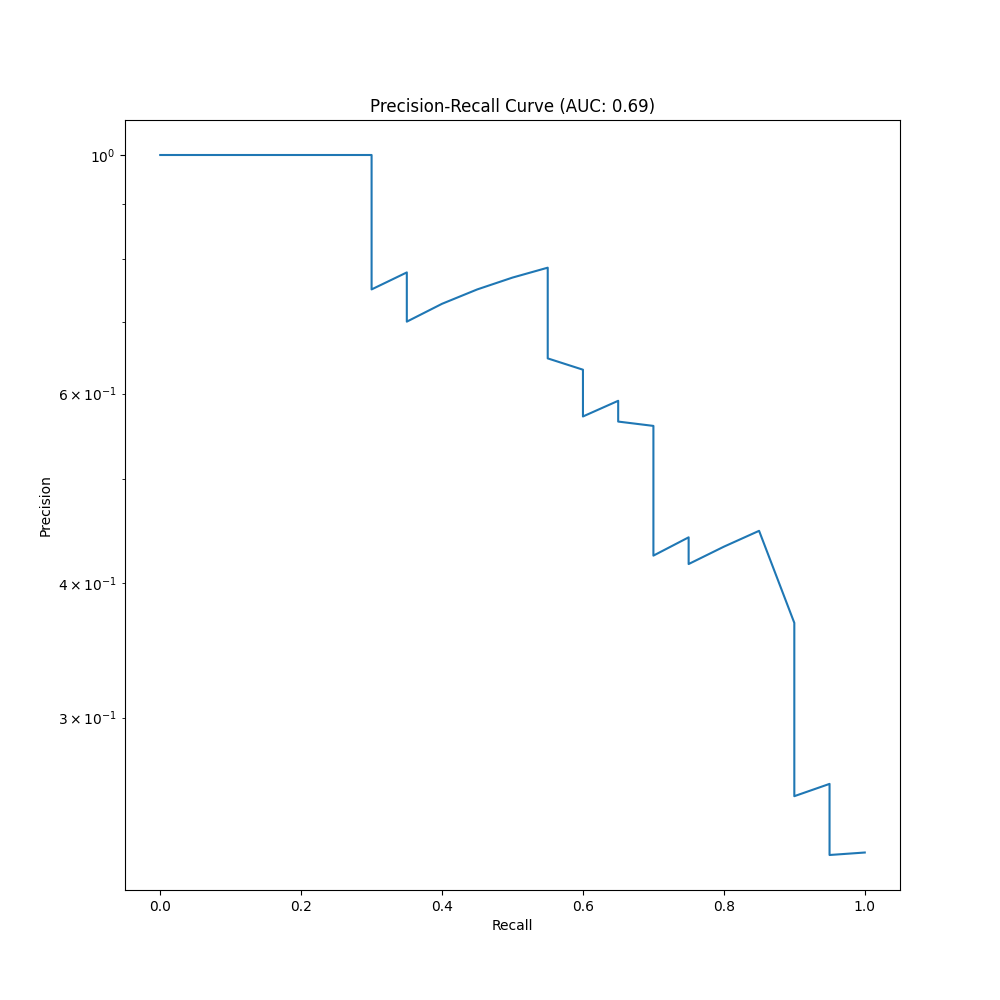 Precision-Recall Curve (AUC: 0.69)
10⁰
6 × 10⁻¹
4 × 10⁻¹
3 × 10⁻¹
Precision
0.0 0.2 0.4 0.6 0.8 1.0
Recall